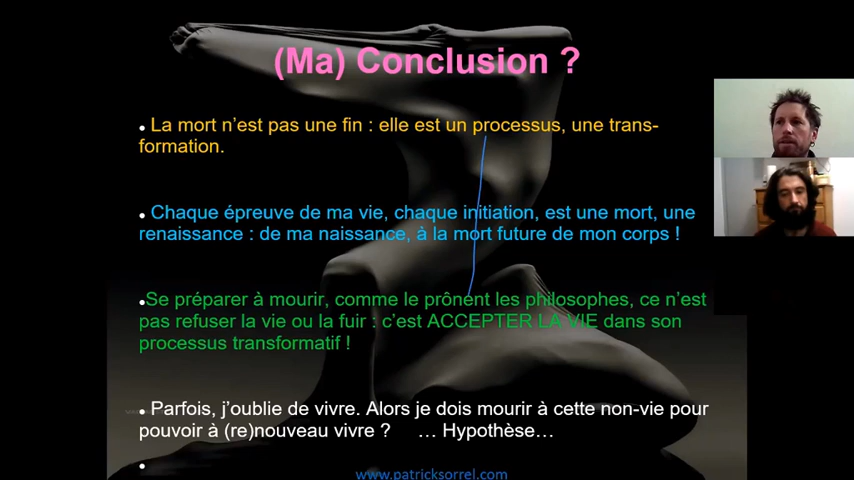 (Ma) Conclusion ?
• La mort n'est pas une fin : elle est un processus, une trans-
formation.
• Chaque épreuve de ma vie, chaque initiation, est une mort, une
renaissance : de ma naissance, à la mort future de mon corps !
•Se préparer à mourir, comme le prônent les philosophes, ce n'est
pas refuser la vie ou la fuir : c'est ACCEPTER LA VIE dans son
processus transformatif !
• Parfois, j'oublie de vivre. Alors je dois mourir à cette non-vie pour
pouvoir à (re)nouveau vivre ? … Hypothèse…
•
www.patricksorrel.com